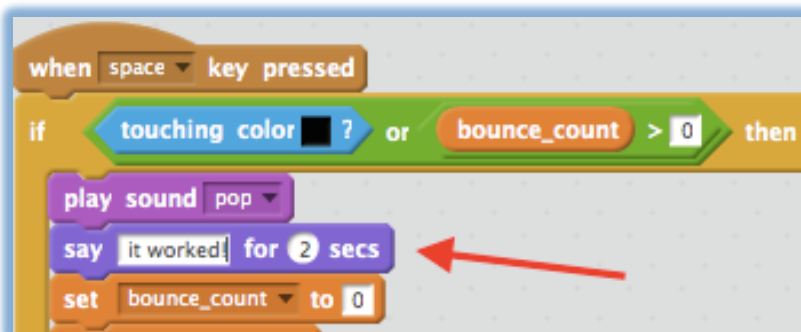 when space key pressed
if touching color ? or bounce_count > 0 then
play sound pop
say it worked! for 2 secs
set bounce_count to 0